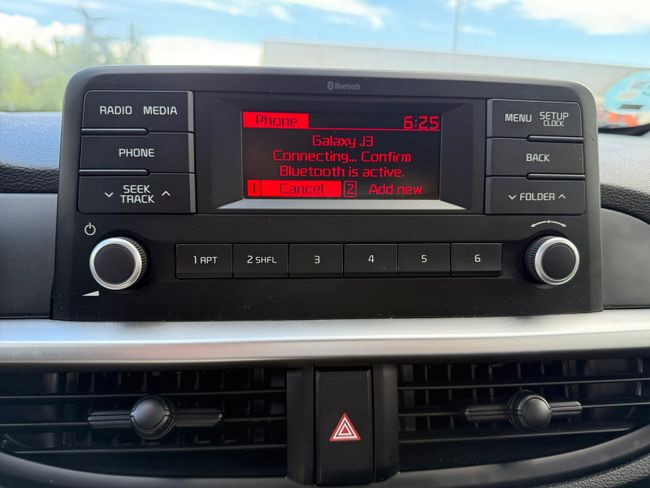 Bluetooth
RADIO MEDIA
PHONE
SEEK
TRACK
Phone 6:25
Galaxy J3
Connecting... Confirm
Bluetooth is active.
1 Cancel 2 Add new
MENU SETUP
CLOCK
BACK
FOLDER
1 RPT 2 SHFL 3 4 5 6